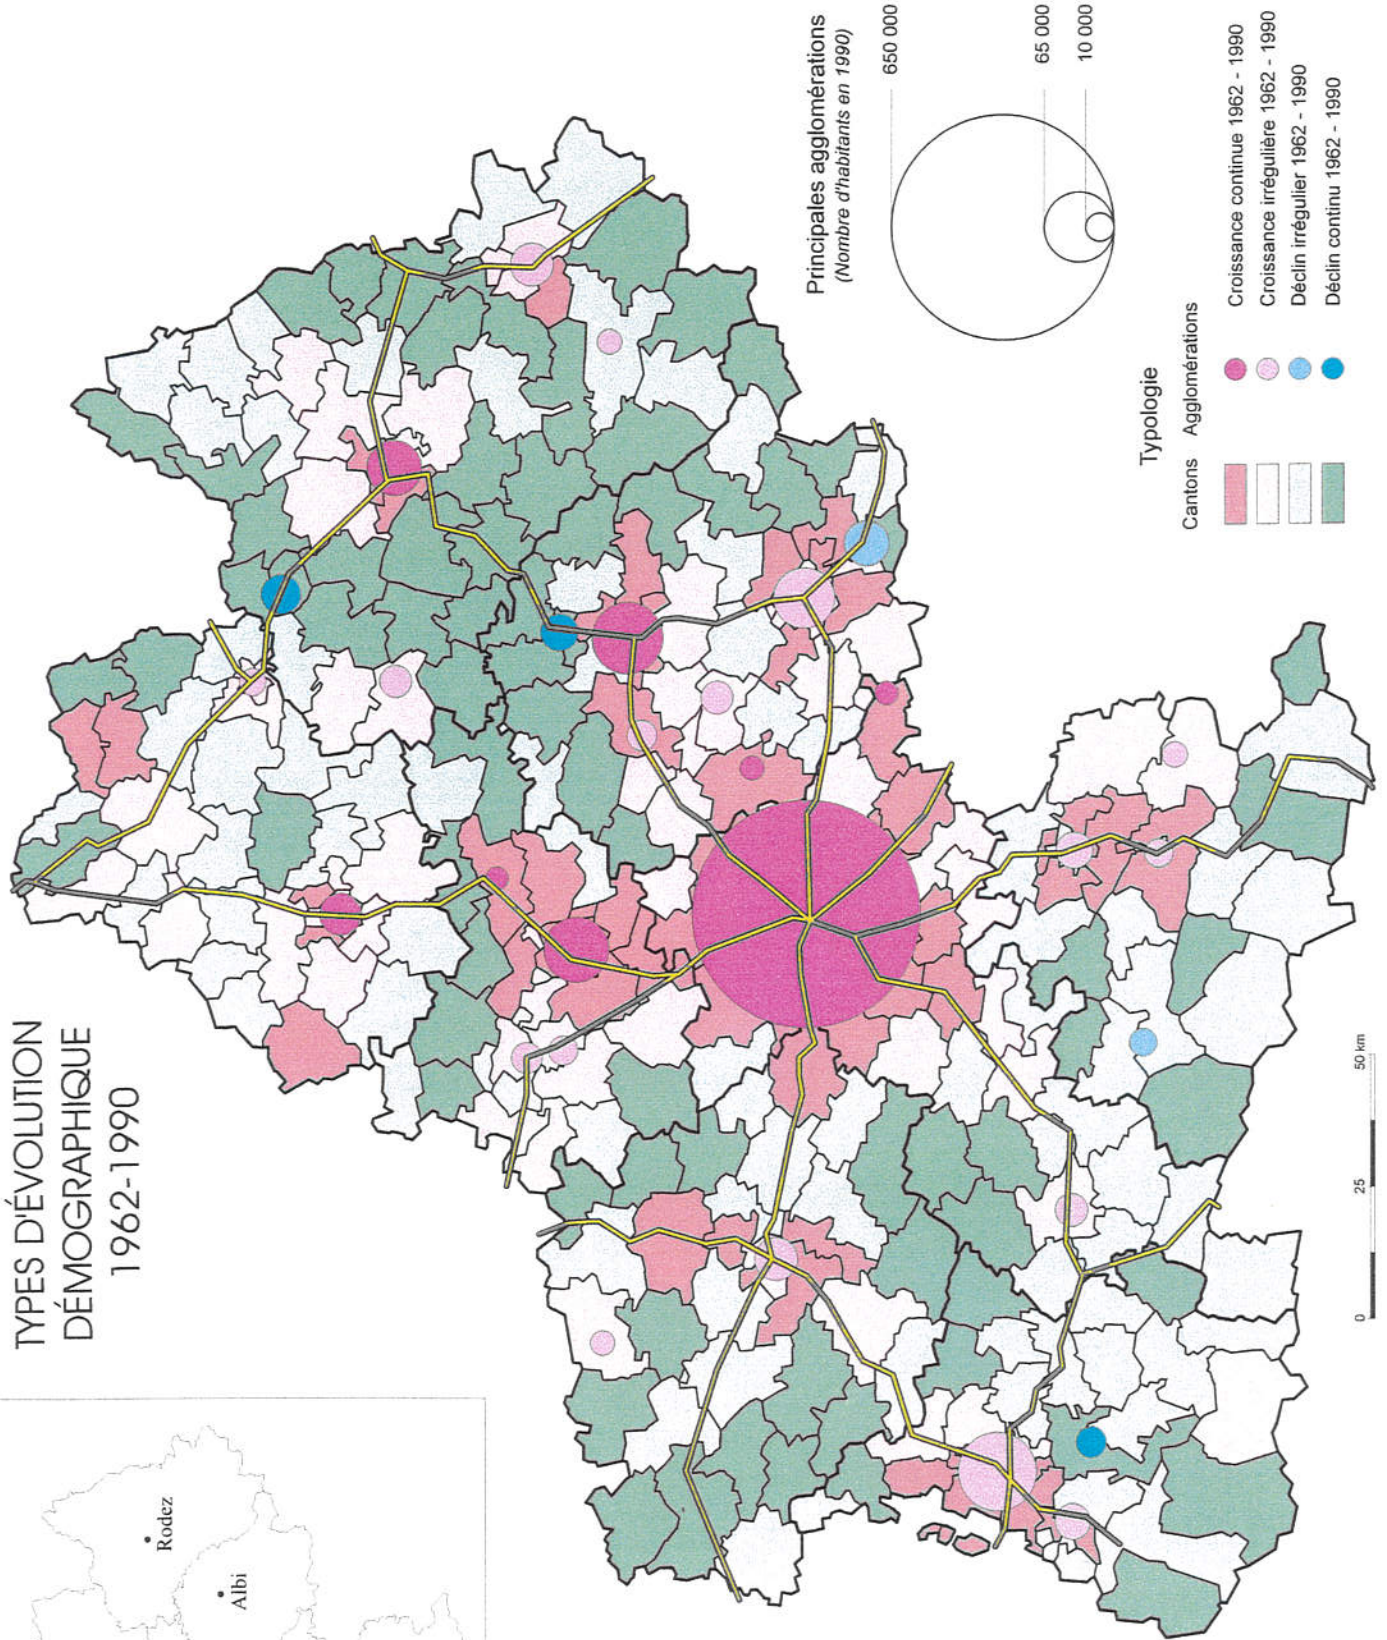 TYPES D'ÉVOLUTION
DÉMOGRAPHIQUE
1962-1990
Rodez
Albi
Principales agglomérations
(Nombre d'habitants en 1990)
650 000
65 000
10 000
Typologie
Cantons Agglomérations
Croissance continue 1962 - 1990
Croissance irrégulière 1962 - 1990
Déclin irrégulier 1962 - 1990
Déclin continu 1962 - 1990
0 25 50 km